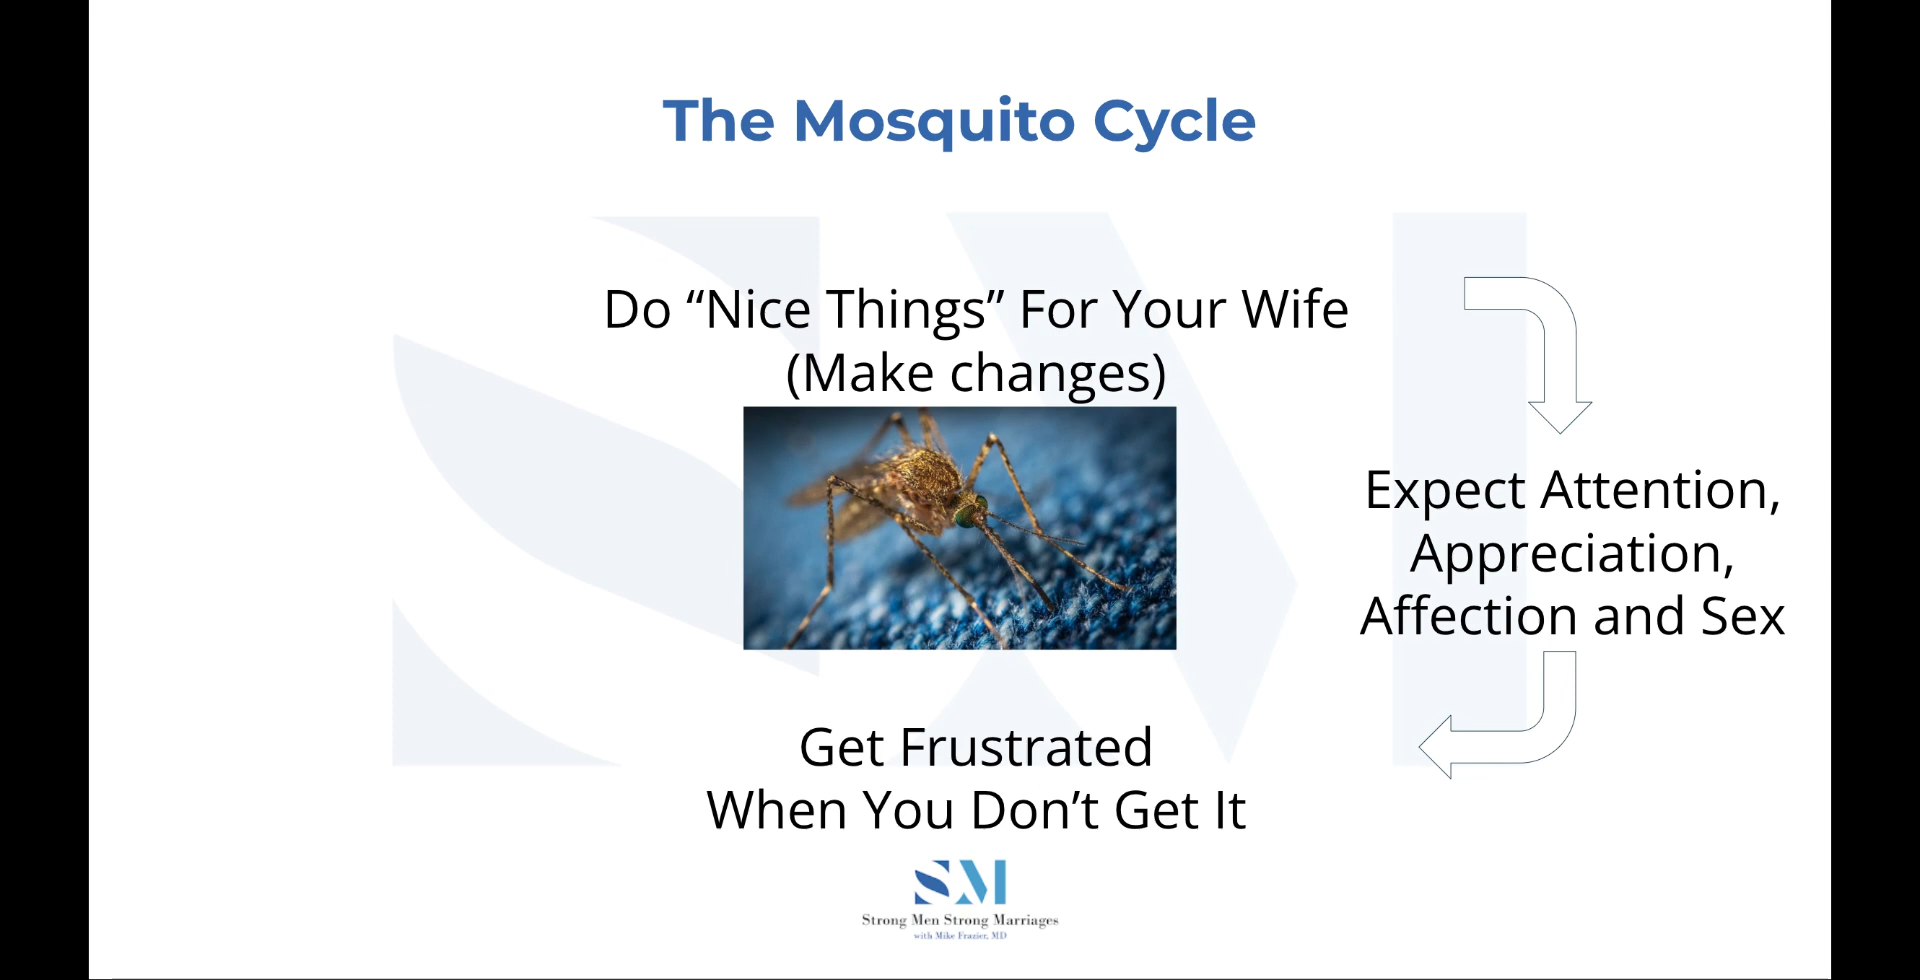 The Mosquito Cycle
Do “Nice Things” For Your Wife
(Make changes)
Expect Attention,
Appreciation,
Affection and Sex
Get Frustrated
When You Don’t Get It
SM
Strong Men Strong Marriages
with Mike Frazier, MD